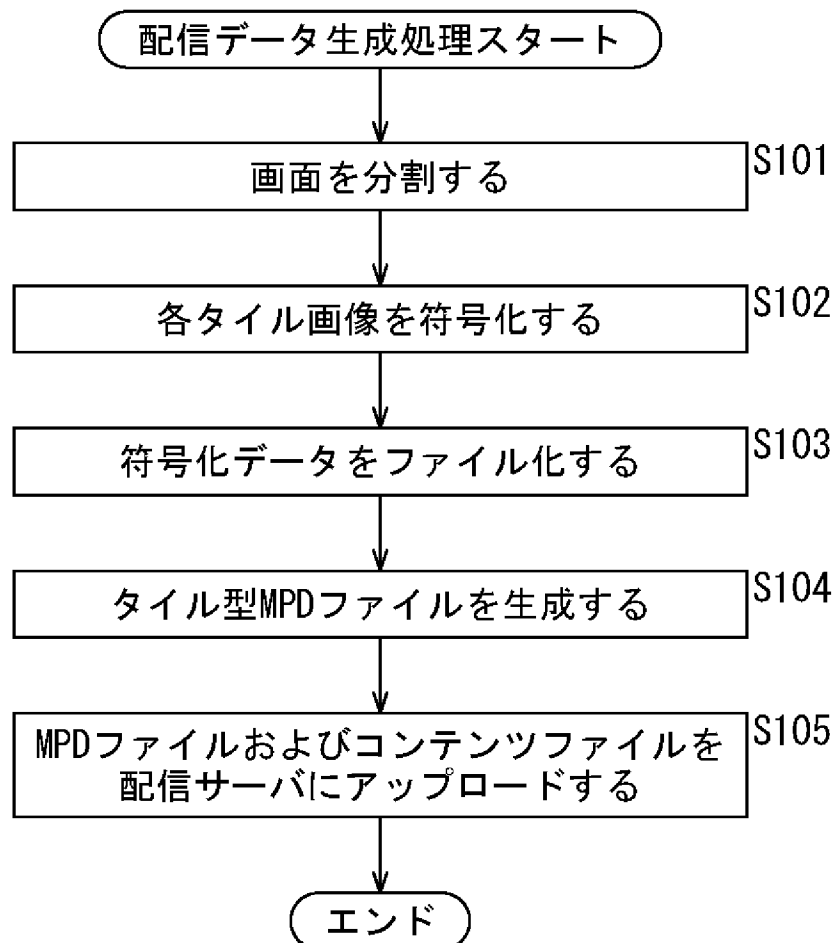 配信データ生成処理スタート
画面を分割する
S101
各タイル画像を符号化する
S102
符号化データをファイル化する
S103
タイル型MPDファイルを生成する
S104
MPDファイルおよびコンテンツファイルを
配信サーバにアップロードする
S105
エンド